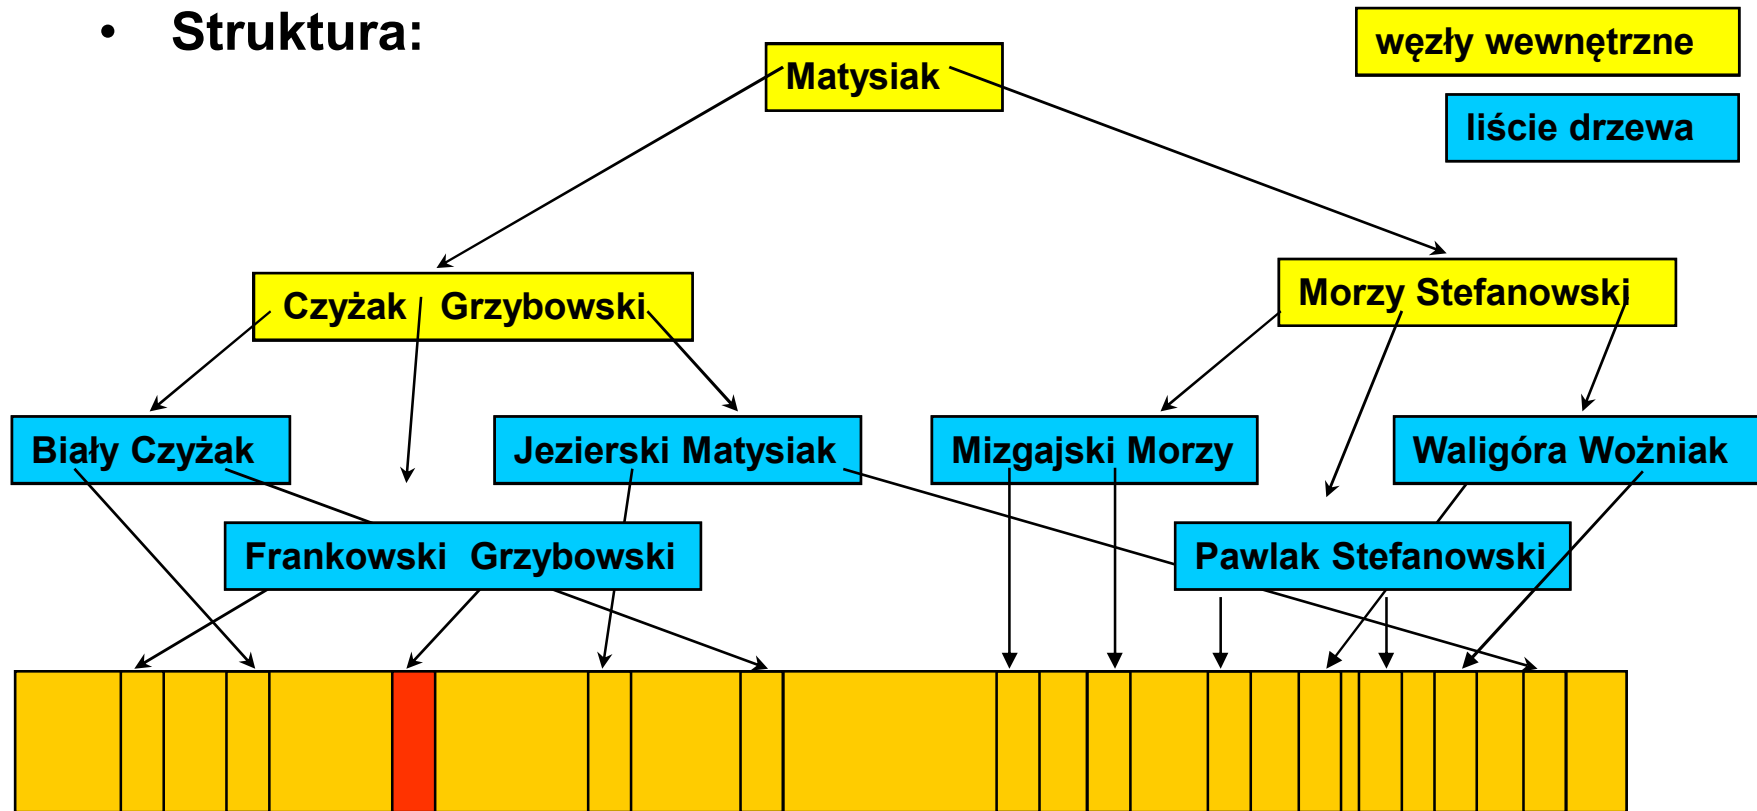 • Struktura:
węzły wewnętrzne
Matysiak
liście drzewa
Czyżak Grzybowski
Morzy Stefanowski
Biały Czyżak
Jezierski Matysiak
Mizgajski Morzy
Waligóra Wożniak
Frankowski Grzybowski
Pawlak Stefanowski